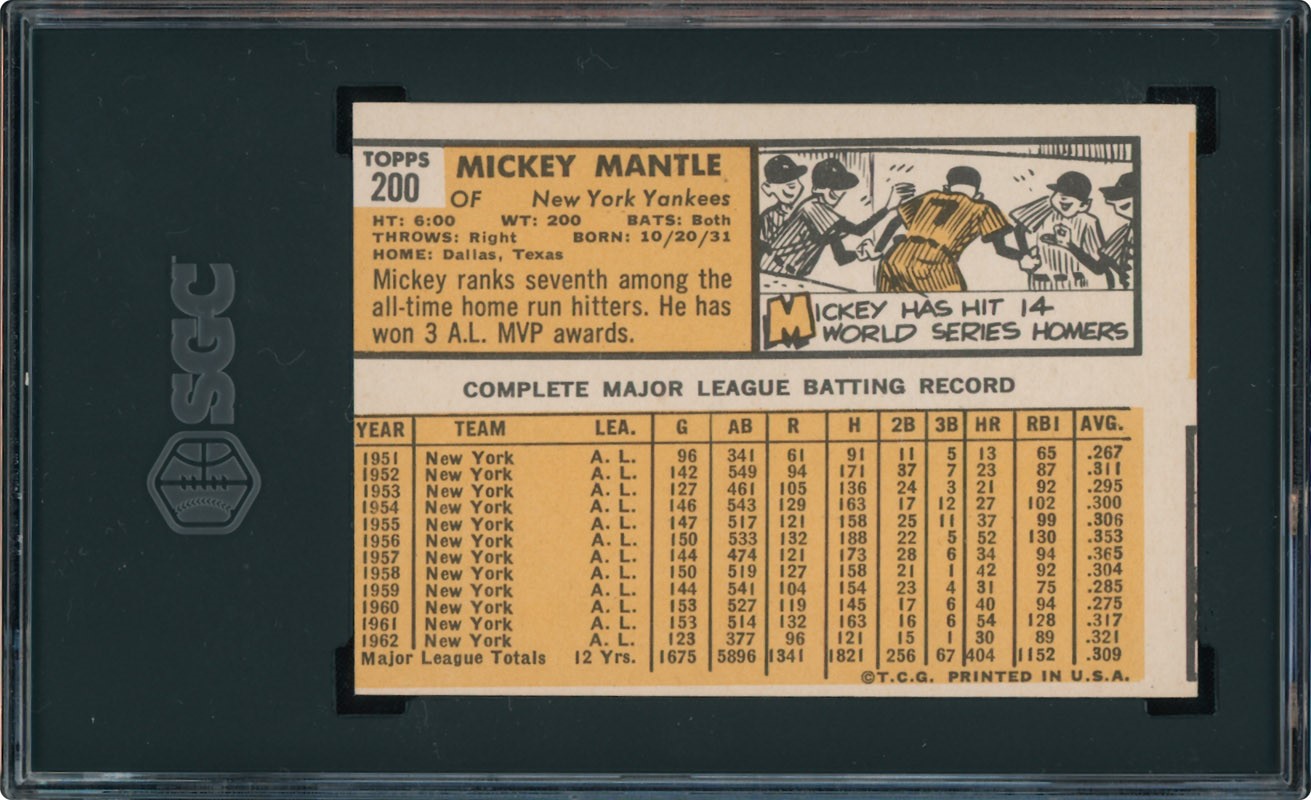 SGC
TOPPS
200
MICKEY MANTLE
OF New York Yankees
HT: 6:00 WT: 200 BATS: Both
THROWS: Right BORN: 10/20/31
HOME: Dallas, Texas
Mickey ranks seventh among the
all-time home run hitters. He has
won 3 A.L. MVP awards.
7
MICKEY HAS HIT 14
WORLD SERIES HOMERS
COMPLETE MAJOR LEAGUE BATTING RECORD
YEAR TEAM LEA. G AB R H 2B 3B HR RBI AVG.
1951 New York A. L. 96 341 61 91 11 5 13 65 .267
1952 New York A. L. 142 549 94 171 37 7 23 87 .311
1953 New York A. L. 127 461 105 136 24 3 21 92 .295
1954 New York A. L. 146 543 129 163 17 12 27 102 .300
1955 New York A. L. 147 517 121 158 25 11 37 99 .306
1956 New York A. L. 150 533 132 188 22 5 52 130 .353
1957 New York A. L. 144 474 121 173 28 6 34 94 .365
1958 New York A. L. 150 519 127 158 21 1 42 92 .304
1959 New York A. L. 144 541 104 154 23 4 31 75 .285
1960 New York A. L. 153 527 119 145 17 6 40 94 .275
1961 New York A. L. 153 514 132 163 16 6 54 128 .317
1962 New York A. L. 123 377 96 121 15 1 30 89 .321
Major League Totals 12 Yrs. 1675 5896 1341 1821 256 67 404 1152 .309
©T.C.G. PRINTED IN U.S.A.